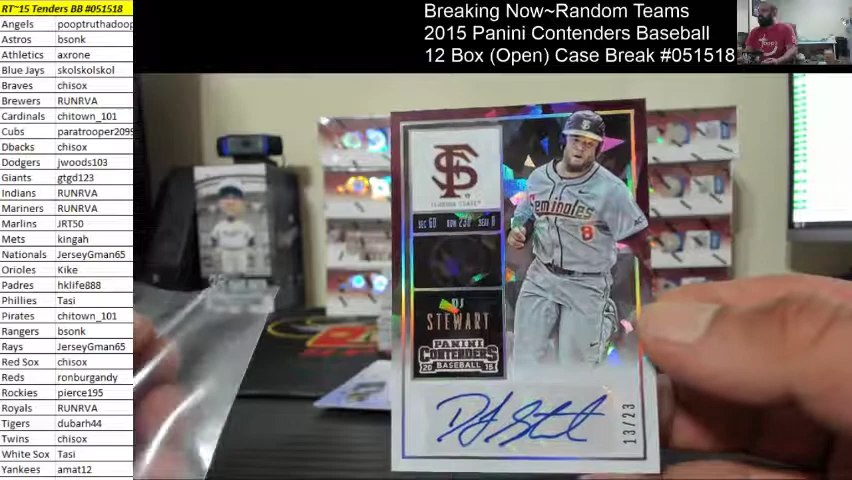 RT~15 Tenders BB #051518
Angels pooptruthadoop
Astros bsonk
Athletics axrone
Blue Jays skolskolskol
Braves chisox
Brewers RUNRVA
Cardinals chitown_101
Cubs paratrooper2099
Dbacks chisox
Dodgers jwoods103
Giants gtgd123
Indians RUNRVA
Mariners RUNRVA
Marlins JRT50
Mets kingah
Nationals JerseyGman65
Orioles Kike
Padres hklife888
Phillies Tasi
Pirates chitown_101
Rangers bsonk
Rays JerseyGman65
Red Sox chisox
Reds ronburgandy
Rockies pierce195
Royals RUNRVA
Tigers dubarh44
Twins chisox
White Sox Tasi
Yankees amat12
Breaking Now~Random Teams
2015 Panini Contenders Baseball
12 Box (Open) Case Break #051518
FLORIDA STATE
Seminoles
8
DJ
STEWART
PANINI
CONTENDERS
2015 BASEBALL
13/23